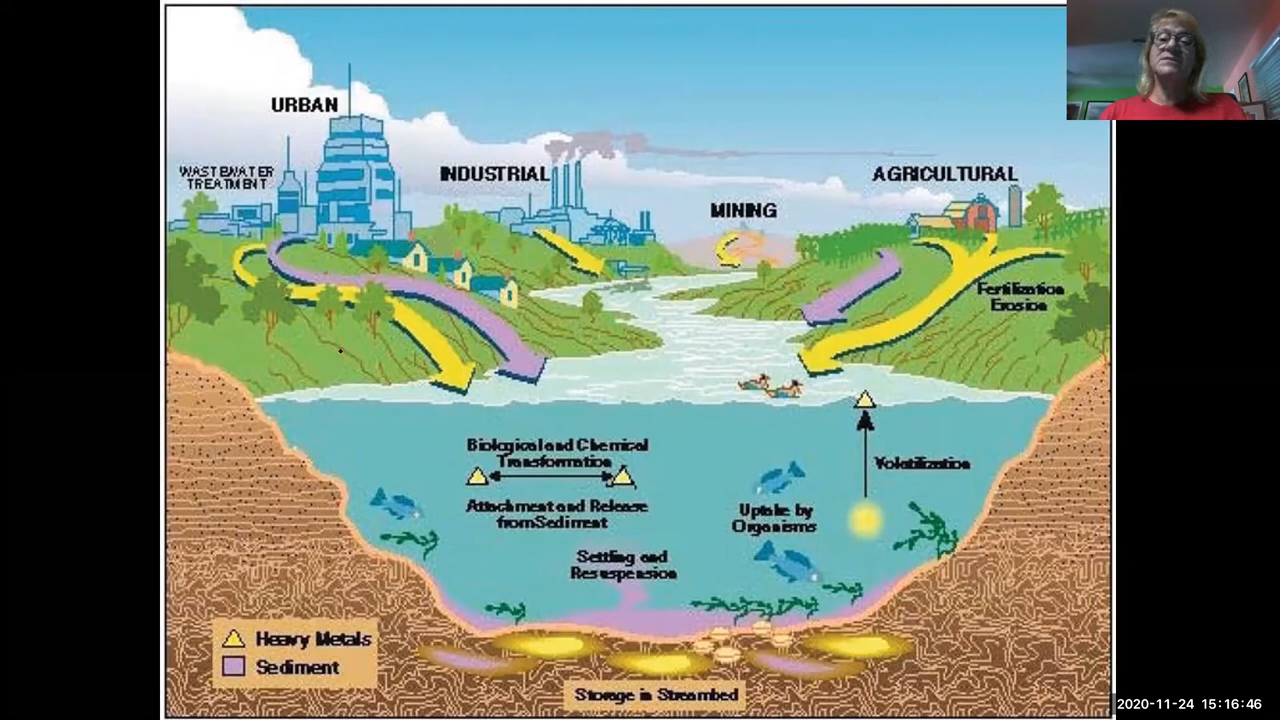 URBAN
WASTEWATER
TREATMENT
INDUSTRIAL
MINING
AGRICULTURAL
Fertilization
Erosion
Biological and Chemical
Transformation
Attachment and Release
from Sediment
Volatilization
Uptake by
Organisms
Settling and
Resuspension
Heavy Metals
Sediment
Storage in Streambed
2020-11-24 15:16:46